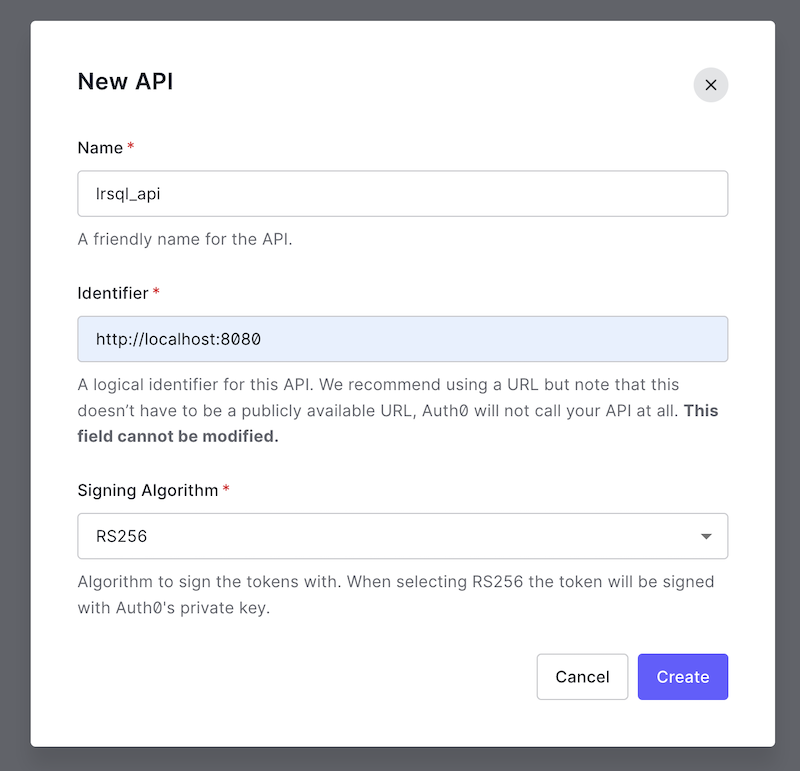 New API
Name *
lrsql_api
A friendly name for the API.
Identifier *
http://localhost:8080
A logical identifier for this API. We recommend using a URL but note that this
doesn’t have to be a publicly available URL, Auth0 will not call your API at all. This
field cannot be modified.
Signing Algorithm *
RS256
Algorithm to sign the tokens with. When selecting RS256 the token will be signed
with Auth0's private key.
Cancel Create